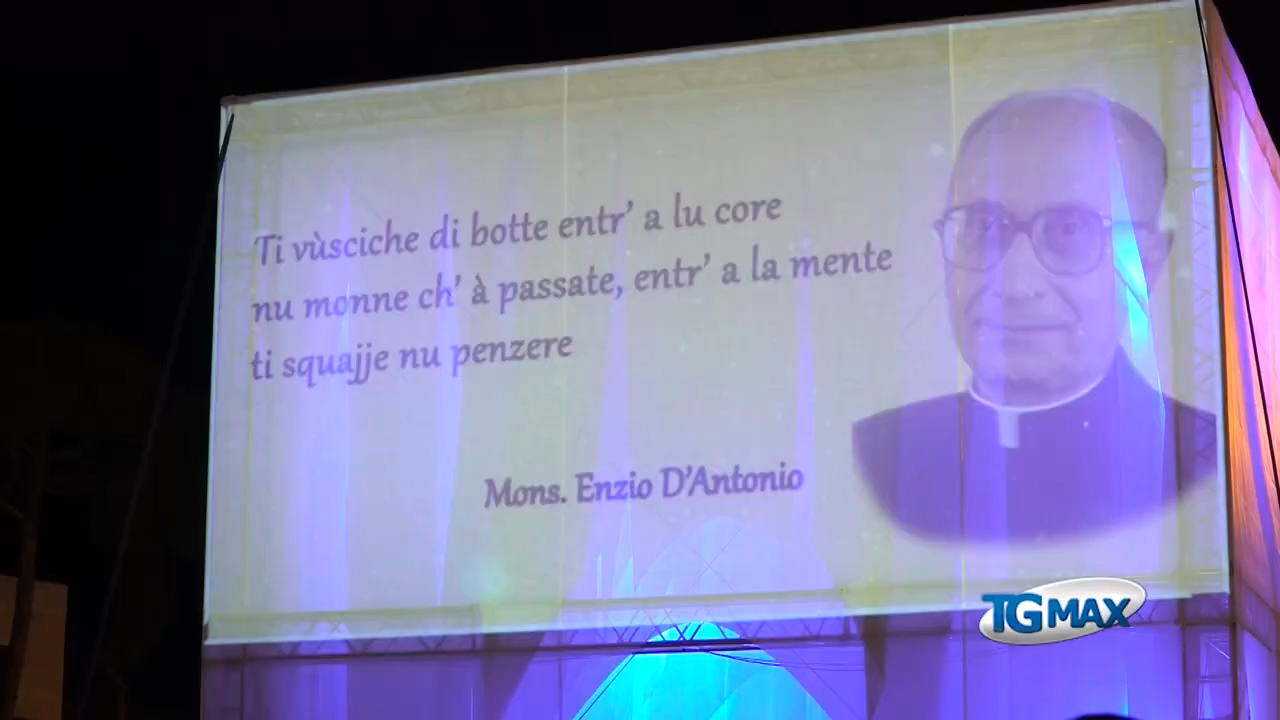 Ti vùsciche di botte entr' a lu core
nu monne ch' à passate, entr' a la mente
ti squajje nu penzere
Mons. Enzio D'Antonio
TGMAX